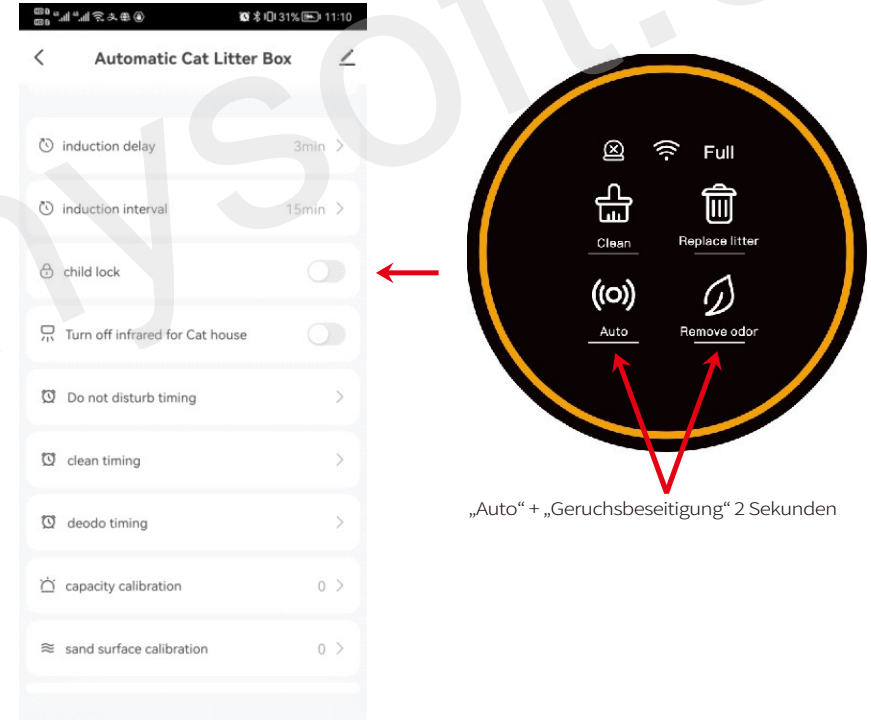 31% 11:10
Automatic Cat Litter Box
induction delay 3min
induction interval 15min
child lock
Turn off infrared for Cat house
Do not disturb timing
clean timing
deodo timing
capacity calibration 0
sand surface calibration 0
Full
Clean Replace litter
Auto Remove odor
„Auto“ + „Geruchsbeseitigung“ 2 Sekunden